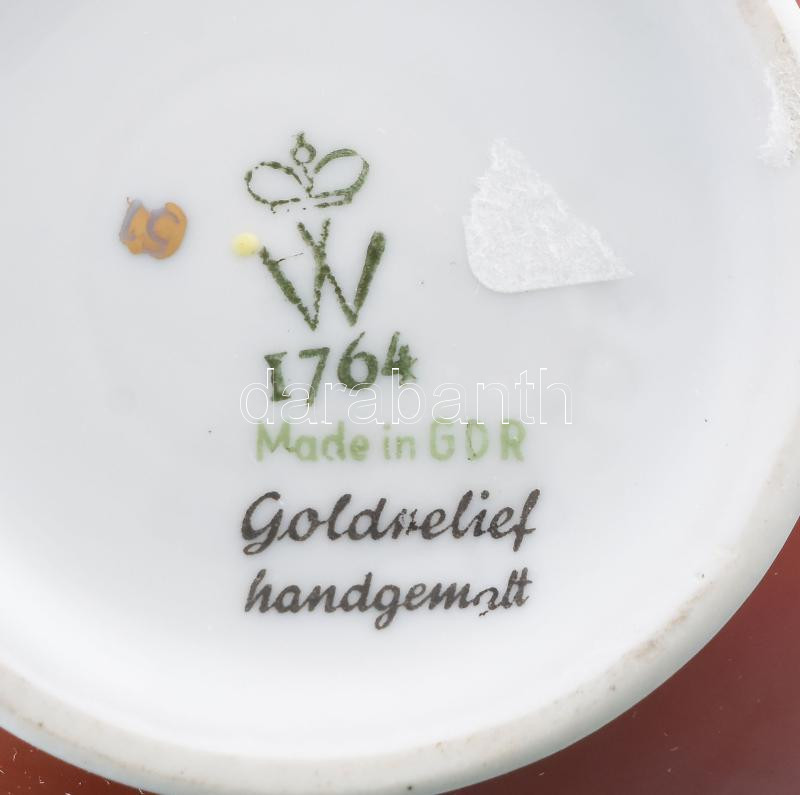 W
1764
darabanth
Made in GDR
Goldrelief
handgemalt